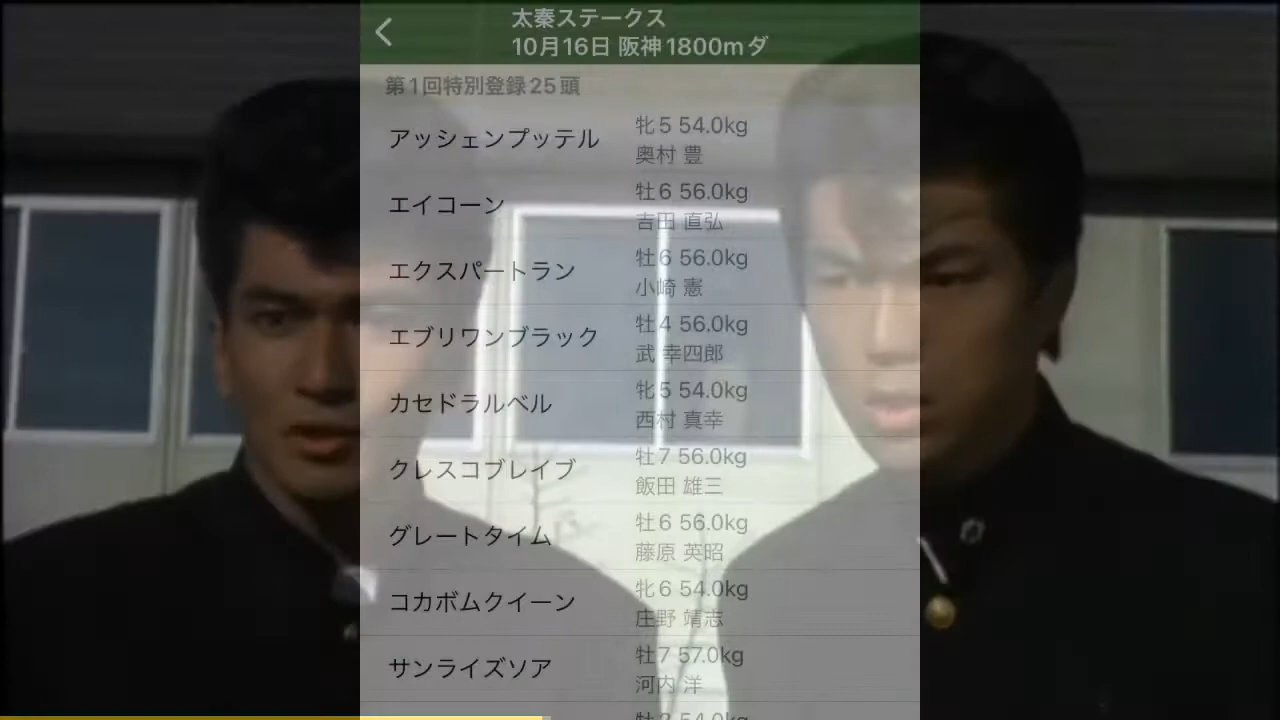 太秦ステークス
10月16日 阪神1800mダ
第1回特別登録25頭
アッシェンプッテル
牝5 54.0kg
奥村 豊
エイコーン
牡6 56.0kg
吉田 直弘
エクスパートラン
牡6 56.0kg
小崎 憲
エブリワンブラック
牡4 56.0kg
武 幸四郎
カセドラルベル
牝5 54.0kg
西村 真幸
クレスコブレイブ
牡7 56.0kg
飯田 雄三
グレートタイム
牡6 56.0kg
藤原 英昭
コカボムクイーン
牝6 54.0kg
庄野 靖志
サンライズソア
牡7 57.0kg
河内 洋